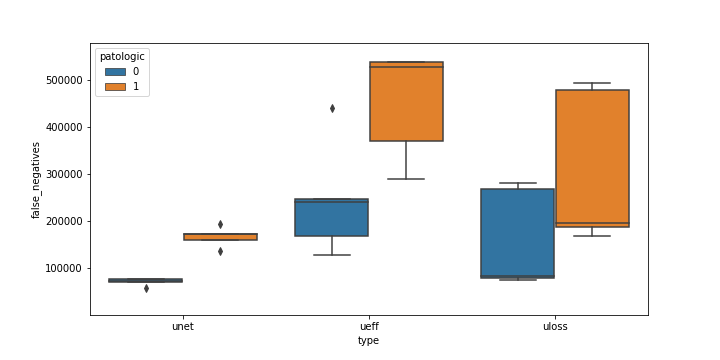 patologic
0
1
500000
400000
300000
200000
100000
false_negatives
unet
ueff
uloss
type